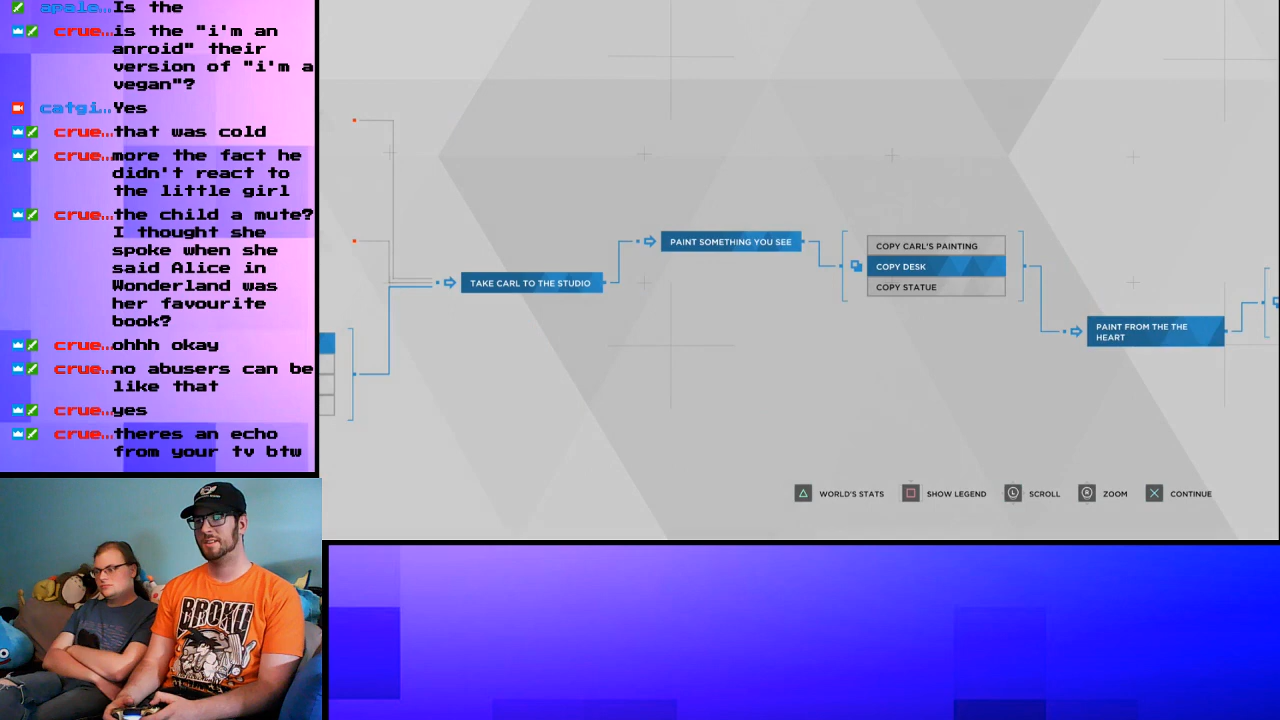 apale...Is the
crue...is the "i'm an
anroid" their
version of "i'm a
vegan"?
catgi...Yes
crue...that was cold
crue...more the fact he
didn't react to
the little girl
crue...the child a mute?
I thought she
spoke when she
said Alice in
Wonderland was
her favourite
book?
crue...ohhh okay
crue...no abusers can be
like that
crue...yes
crue...theres an echo
from your tv btw
PAINT SOMETHING YOU SEE
COPY CARL'S PAINTING
COPY DESK
COPY STATUE
TAKE CARL TO THE STUDIO
PAINT FROM THE THE
HEART
WORLD'S STATS
SHOW LEGEND
L SCROLL
R ZOOM
CONTINUE
BROKU